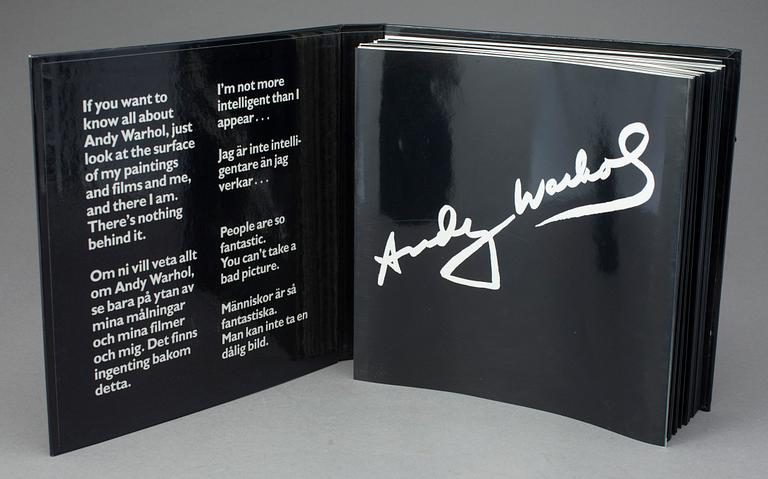 If you want to
know all about
Andy Warhol, just
look at the surface
of my paintings
and films and me,
and there I am.
There's nothing
behind it.
Om ni vill veta allt
om Andy Warhol,
se bara på ytan av
mina målningar
och mina filmer
och mig. Det finns
ingenting bakom
detta.
I'm not more
intelligent than I
appear...
Jag är inte intelli-
gentare än jag
verkar...
People are so
fantastic.
You can't take a
bad picture.
Människor är så
fantastiska.
Man kan inte ta en
dålig bild.
Andy Warhol